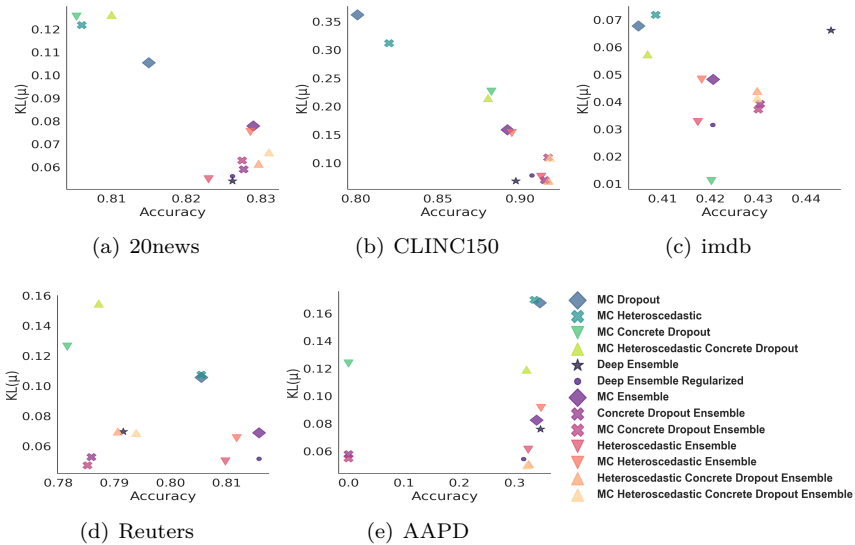 0.12
0.11
0.10
0.09
0.08
0.07
0.06
KL(μ)
0.81
0.82
0.83
Accuracy
(a) 20news
0.35
0.30
0.25
0.20
0.15
0.10
KL(μ)
0.80
0.85
0.90
Accuracy
(b) CLINC150
0.07
0.06
0.05
0.04
0.03
0.02
0.01
KL(μ)
0.41
0.42
0.43
0.44
Accuracy
(c) imdb
0.16
0.14
0.12
0.10
0.08
0.06
KL(μ)
0.78
0.79
0.80
0.81
Accuracy
(d) Reuters
0.16
0.14
0.12
0.10
0.08
0.06
KL(μ)
0.0
0.1
0.2
0.3
Accuracy
(e) AAPD
MC Dropout
MC Heteroscedastic
MC Concrete Dropout
MC Heteroscedastic Concrete Dropout
Deep Ensemble
Deep Ensemble Regularized
MC Ensemble
Concrete Dropout Ensemble
MC Concrete Dropout Ensemble
Heteroscedastic Ensemble
MC Heteroscedastic Ensemble
Heteroscedastic Concrete Dropout Ensemble
MC Heteroscedastic Concrete Dropout Ensemble